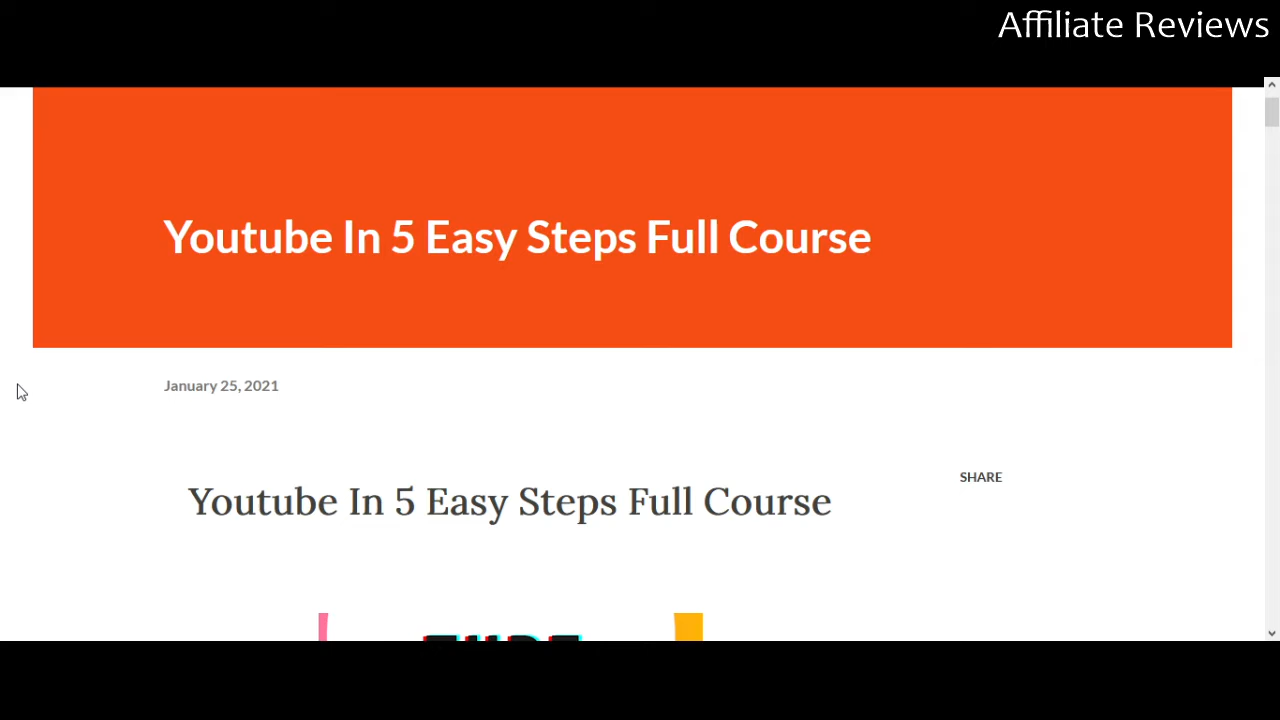 Affiliate Reviews
Youtube In 5 Easy Steps Full Course
January 25, 2021
SHARE
Youtube In 5 Easy Steps Full Course